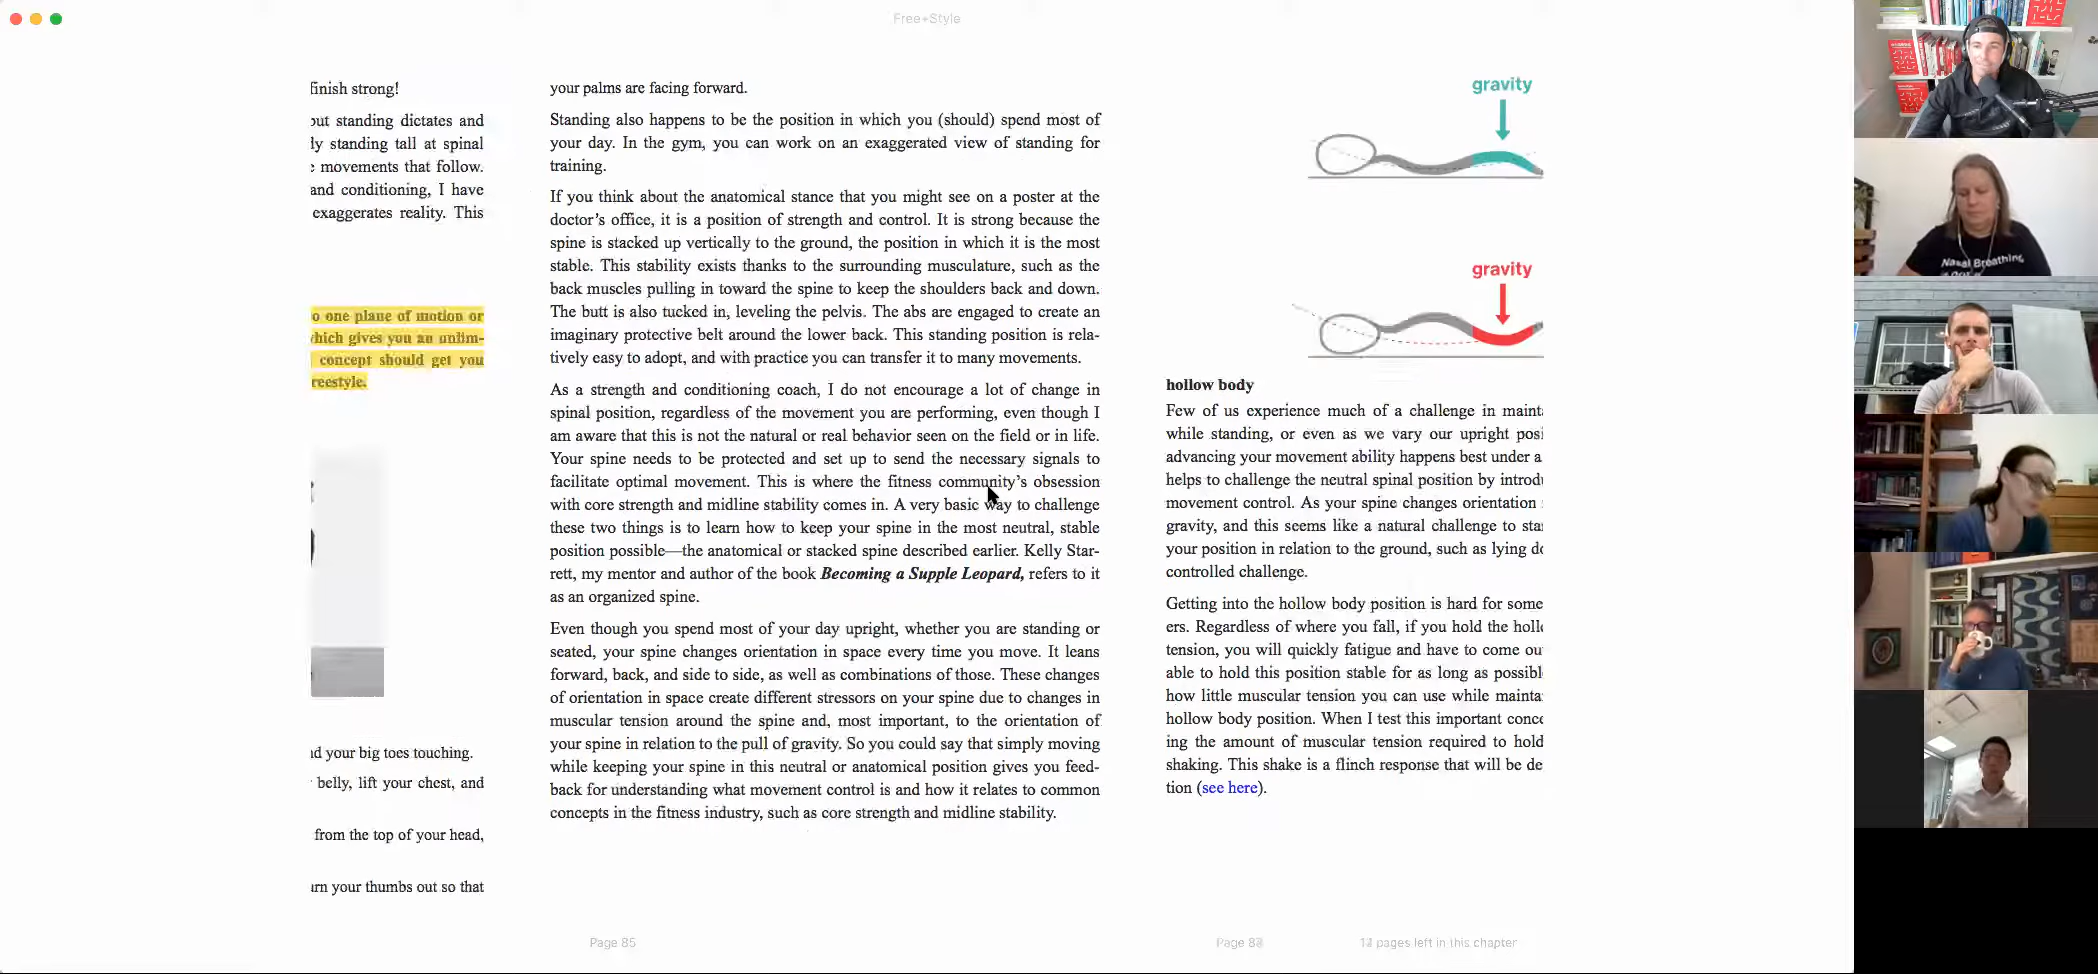 Free+Style
finish strong!
out standing dictates and
ly standing tall at spinal
movements that follow.
and conditioning, I have
exaggerates reality. This
o one plane of motion or
hich gives you an unlim-
concept should get you
reestyle.
nd your big toes touching.
belly, lift your chest, and
from the top of your head,
urn your thumbs out so that
your palms are facing forward.
Standing also happens to be the position in which you (should) spend most of
your day. In the gym, you can work on an exaggerated view of standing for
training.
If you think about the anatomical stance that you might see on a poster at the
doctor’s office, it is a position of strength and control. It is strong because the
spine is stacked up vertically to the ground, the position in which it is the most
stable. This stability exists thanks to the surrounding musculature, such as the
back muscles pulling in toward the spine to keep the shoulders back and down.
The butt is also tucked in, leveling the pelvis. The abs are engaged to create an
imaginary protective belt around the lower back. This standing position is rela-
tively easy to adopt, and with practice you can transfer it to many movements.
As a strength and conditioning coach, I do not encourage a lot of change in
spinal position, regardless of the movement you are performing, even though I
am aware that this is not the natural or real behavior seen on the field or in life.
Your spine needs to be protected and set up to send the necessary signals to
facilitate optimal movement. This is where the fitness community’s obsession
with core strength and midline stability comes in. A very basic way to challenge
these two things is to learn how to keep your spine in the most neutral, stable
position possible—the anatomical or stacked spine described earlier. Kelly Star-
rett, my mentor and author of the book Becoming a Supple Leopard, refers to it
as an organized spine.
Even though you spend most of your day upright, whether you are standing or
seated, your spine changes orientation in space every time you move. It leans
forward, back, and side to side, as well as combinations of those. These changes
of orientation in space create different stressors on your spine due to changes in
muscular tension around the spine and, most important, to the orientation of
your spine in relation to the pull of gravity. So you could say that simply moving
while keeping your spine in this neutral or anatomical position gives you feed-
back for understanding what movement control is and how it relates to common
concepts in the fitness industry, such as core strength and midline stability.
Page 85
gravity
gravity
hollow body
Few of us experience much of a challenge in maint
while standing, or even as we vary our upright posi
advancing your movement ability happens best under a
helps to challenge the neutral spinal position by introd
movement control. As your spine changes orientation
gravity, and this seems like a natural challenge to sta
your position in relation to the ground, such as lying d
controlled challenge.
Getting into the hollow body position is hard for some
ers. Regardless of where you fall, if you hold the holl
tension, you will quickly fatigue and have to come ou
able to hold this position stable for as long as possibl
how little muscular tension you can use while mainta
hollow body position. When I test this important conc
ing the amount of muscular tension required to hold
shaking. This shake is a flinch response that will be de
tion (see here).
Page
pages left in this chapter
Nasal Breathing